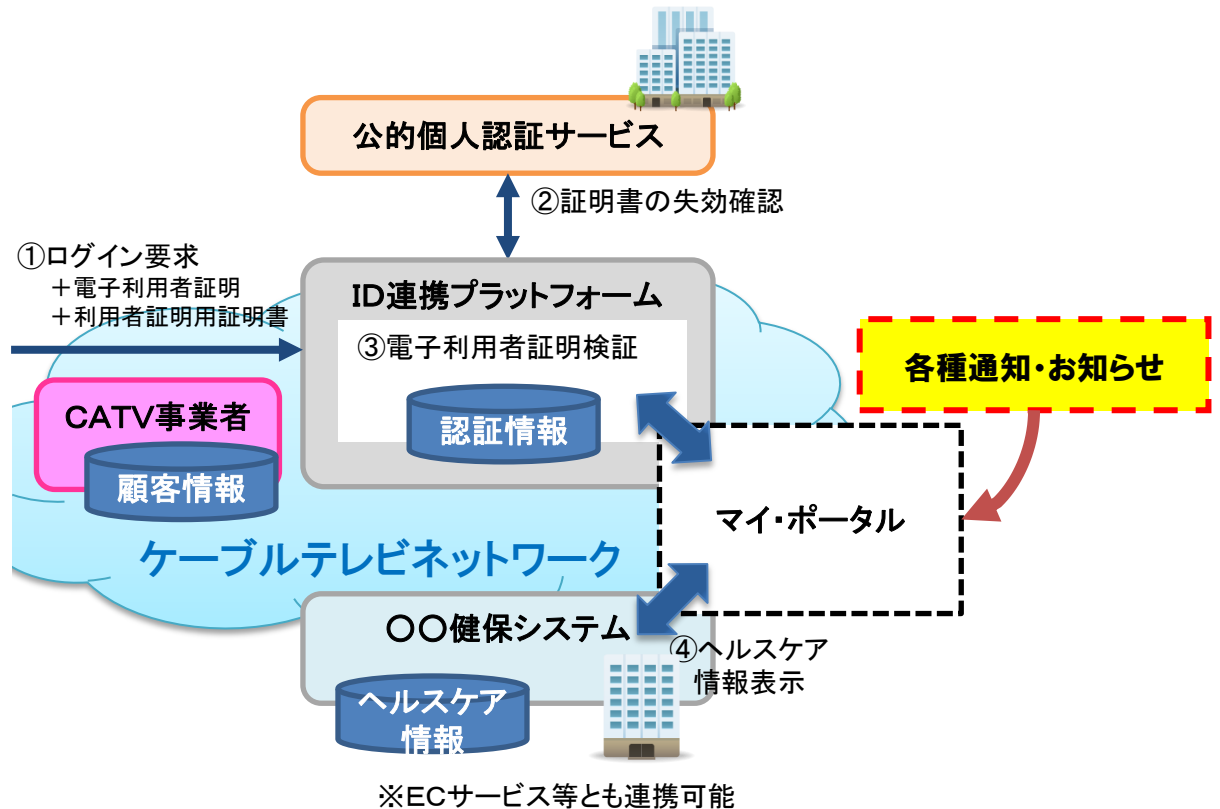 公的個人認証サービス
②証明書の失効確認
①ログイン要求
＋電子利用者証明
＋利用者証明用証明書
ID連携プラットフォーム
③電子利用者証明検証
認証情報
各種通知・お知らせ
CATV事業者
顧客情報
マイ・ポータル
ケーブルテレビネットワーク
〇〇健保システム
④ヘルスケア
情報表示
ヘルスケア
情報
※ECサービス等とも連携可能